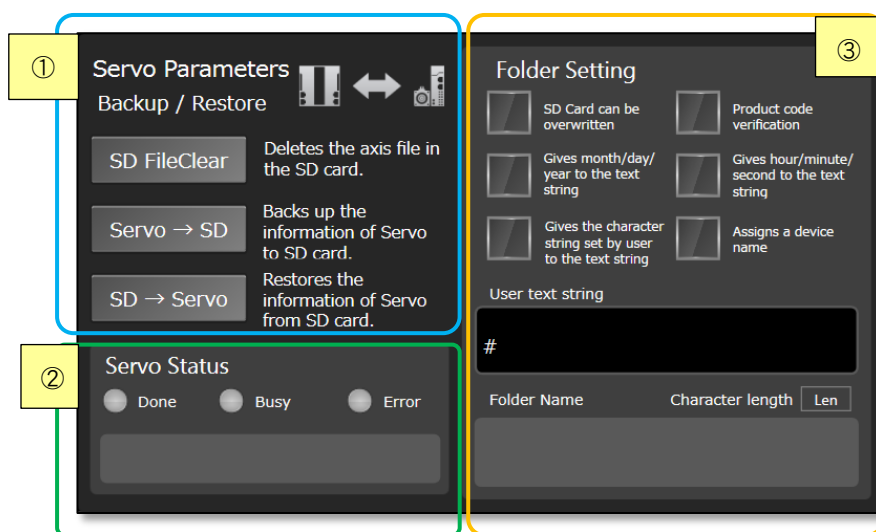 ①
Servo Parameters
Backup / Restore
SD FileClear
Deletes the axis file in
the SD card.
Servo → SD
Backs up the
information of Servo
to SD card.
SD → Servo
Restores the
information of Servo
from SD card.
②
Servo Status
Done
Busy
Error
③
Folder Setting
SD Card can be
overwritten
Product code
verification
Gives month/day/
year to the text
string
Gives hour/minute/
second to the text
string
Gives the character
string set by user
to the text string
Assigns a device
name
User text string
#
Folder Name
Character length
Len